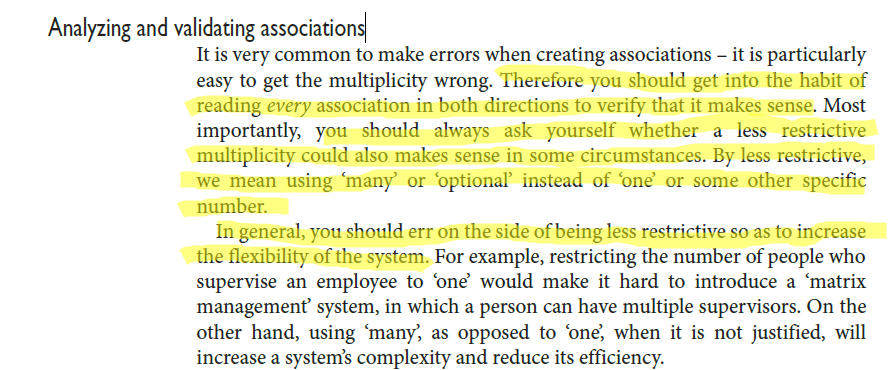 Analyzing and validating associations
It is very common to make errors when creating associations – it is particularly
easy to get the multiplicity wrong. Therefore you should get into the habit of
reading every association in both directions to verify that it makes sense. Most
importantly, you should always ask yourself whether a less restrictive
multiplicity could also makes sense in some circumstances. By less restrictive,
we mean using ‘many’ or ‘optional’ instead of ‘one’ or some other specific
number.
In general, you should err on the side of being less restrictive so as to increase
the flexibility of the system. For example, restricting the number of people who
supervise an employee to ‘one’ would make it hard to introduce a ‘matrix
management’ system, in which a person can have multiple supervisors. On the
other hand, using ‘many’, as opposed to ‘one’, when it is not justified, will
increase a system’s complexity and reduce its efficiency.